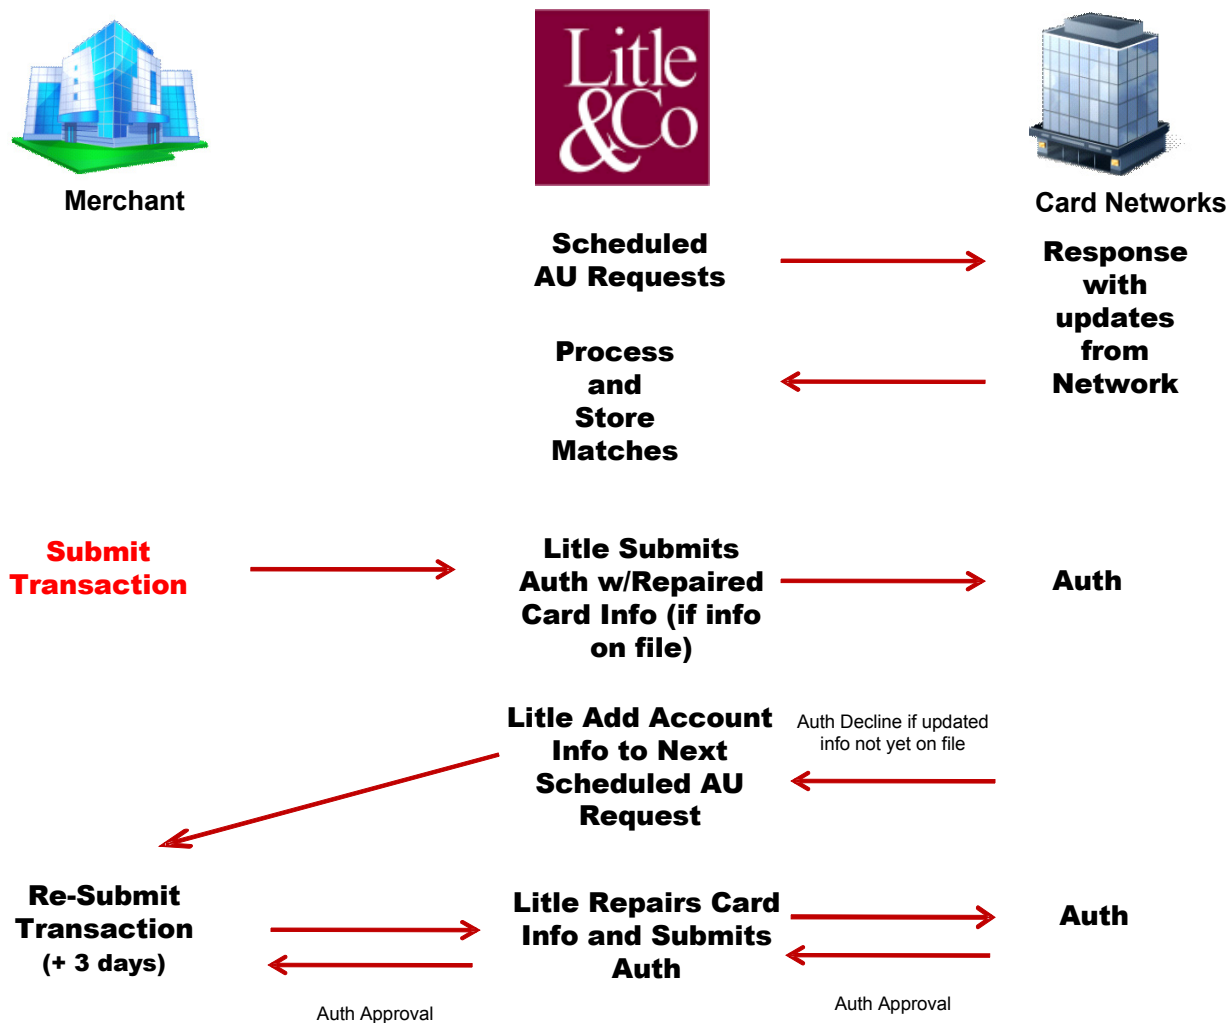 Litle
&Co
Merchant
Card Networks
Scheduled
AU Requests
Response
with
updates
from
Network
Process
and
Store
Matches
Submit
Transaction
Litle Submits
Auth w/Repaired
Card Info (if info
on file)
Auth
Litle Add Account
Info to Next
Scheduled AU
Request
Auth Decline if updated
info not yet on file
Re-Submit
Transaction
(+ 3 days)
Litle Repairs Card
Info and Submits
Auth
Auth
Auth Approval
Auth Approval